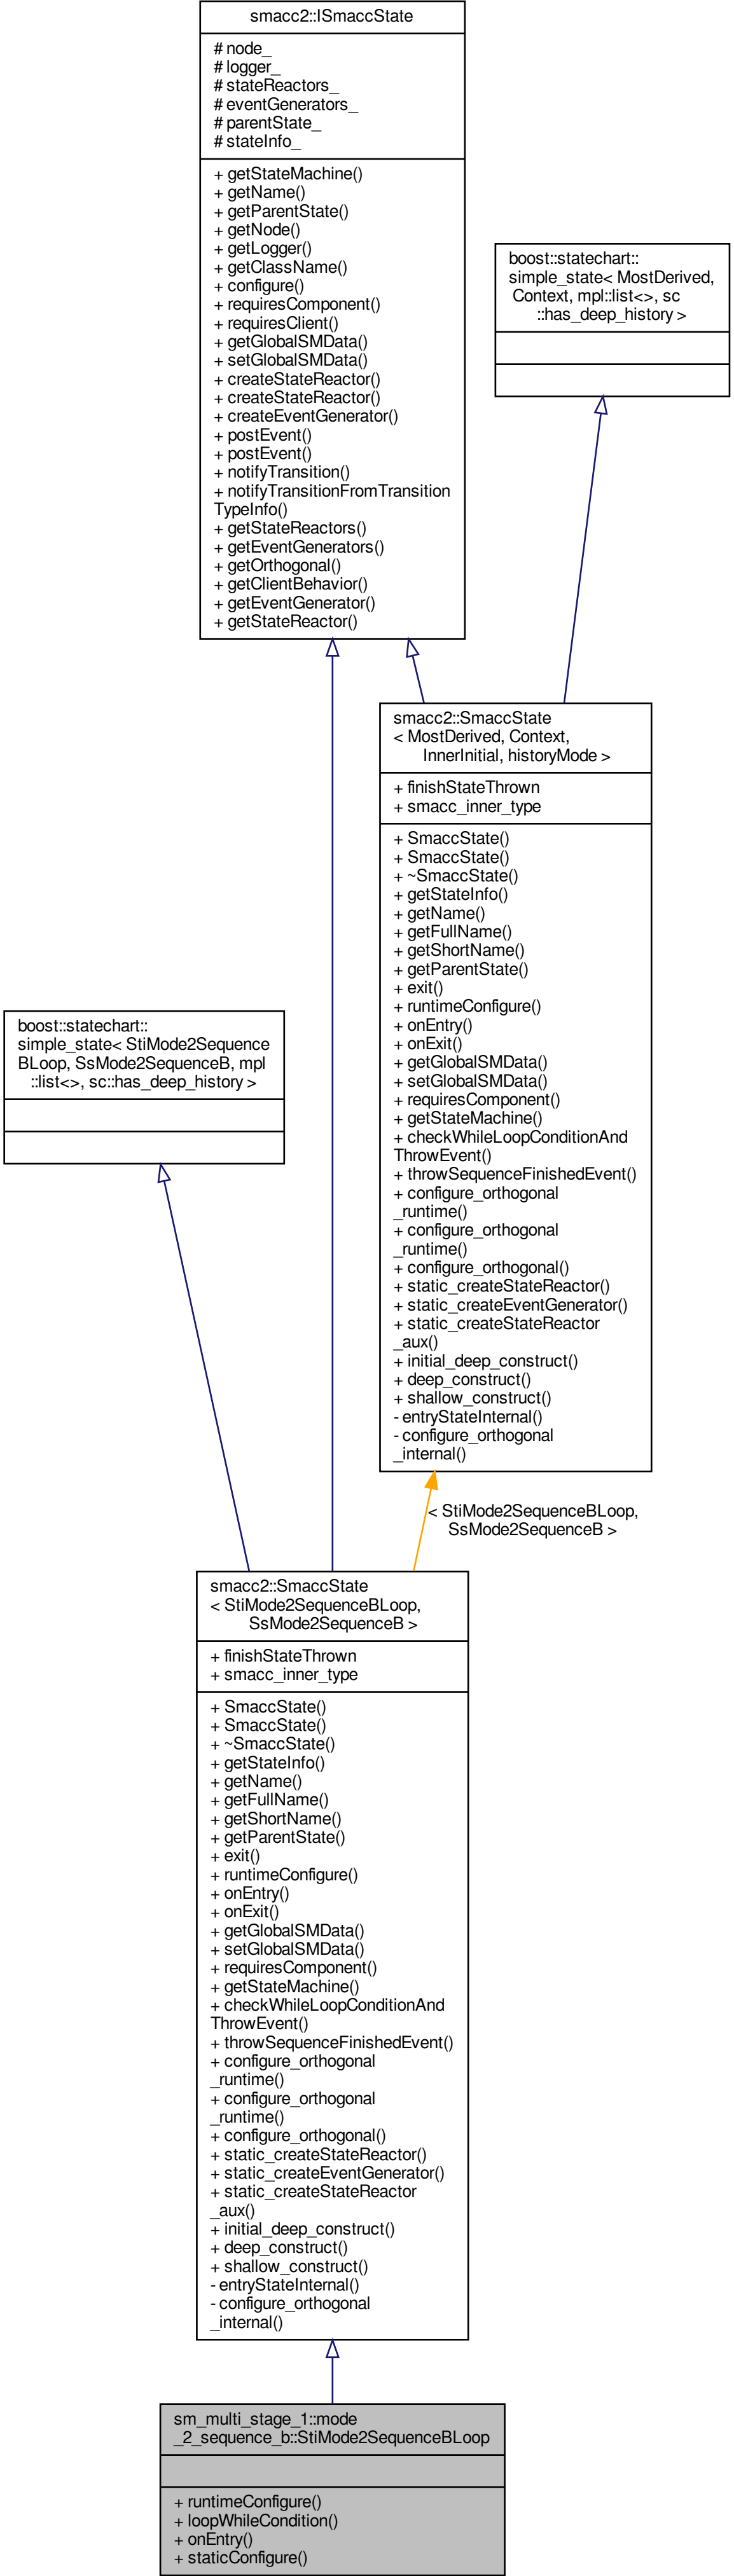 smacc2::ISmaccState
# node_
# logger_
# stateReactors_
# eventGenerators_
# parentState_
# stateInfo_
+ getStateMachine()
+ getName()
+ getParentState()
+ getNode()
+ getLogger()
+ getClassName()
+ configure()
+ requiresComponent()
+ requiresClient()
+ getGlobalSMData()
+ setGlobalSMData()
+ createStateReactor()
+ createStateReactor()
+ createEventGenerator()
+ postEvent()
+ postEvent()
+ notifyTransition()
+ notifyTransitionFromTransition
TypeInfo()
+ getStateReactors()
+ getEventGenerators()
+ getOrthogonal()
+ getClientBehavior()
+ getEventGenerator()
+ getStateReactor()
boost::statechart::
simple_state< MostDerived,
Context, mpl::list<>, sc
::has_deep_history >
smacc2::SmaccState
< MostDerived, Context,
InnerInitial, historyMode >
+ finishStateThrown
+ smacc_inner_type
+ SmaccState()
+ SmaccState()
+ ~SmaccState()
+ getStateInfo()
+ getName()
+ getFullName()
+ getShortName()
+ getParentState()
+ exit()
+ runtimeConfigure()
+ onEntry()
+ onExit()
+ getGlobalSMData()
+ setGlobalSMData()
+ requiresComponent()
+ getStateMachine()
+ checkWhileLoopConditionAnd
ThrowEvent()
+ throwSequenceFinishedEvent()
+ configure_orthogonal
_runtime()
+ configure_orthogonal
_runtime()
+ configure_orthogonal()
+ static_createStateReactor()
+ static_createEventGenerator()
+ static_createStateReactor
_aux()
+ initial_deep_construct()
+ deep_construct()
+ shallow_construct()
- entryStateInternal()
- configure_orthogonal
_internal()
boost::statechart::
simple_state< StiMode2Sequence
BLoop, SsMode2SequenceB, mpl
::list<>, sc::has_deep_history >
< StiMode2SequenceBLoop,
SsMode2SequenceB >
smacc2::SmaccState
< StiMode2SequenceBLoop,
SsMode2SequenceB >
+ finishStateThrown
+ smacc_inner_type
+ SmaccState()
+ SmaccState()
+ ~SmaccState()
+ getStateInfo()
+ getName()
+ getFullName()
+ getShortName()
+ getParentState()
+ exit()
+ runtimeConfigure()
+ onEntry()
+ onExit()
+ getGlobalSMData()
+ setGlobalSMData()
+ requiresComponent()
+ getStateMachine()
+ checkWhileLoopConditionAnd
ThrowEvent()
+ throwSequenceFinishedEvent()
+ configure_orthogonal
_runtime()
+ configure_orthogonal
_runtime()
+ configure_orthogonal()
+ static_createStateReactor()
+ static_createEventGenerator()
+ static_createStateReactor
_aux()
+ initial_deep_construct()
+ deep_construct()
+ shallow_construct()
- entryStateInternal()
- configure_orthogonal
_internal()
sm_multi_stage_1::mode
_2_sequence_b::StiMode2SequenceBLoop
+ runtimeConfigure()
+ loopWhileCondition()
+ onEntry()
+ staticConfigure()